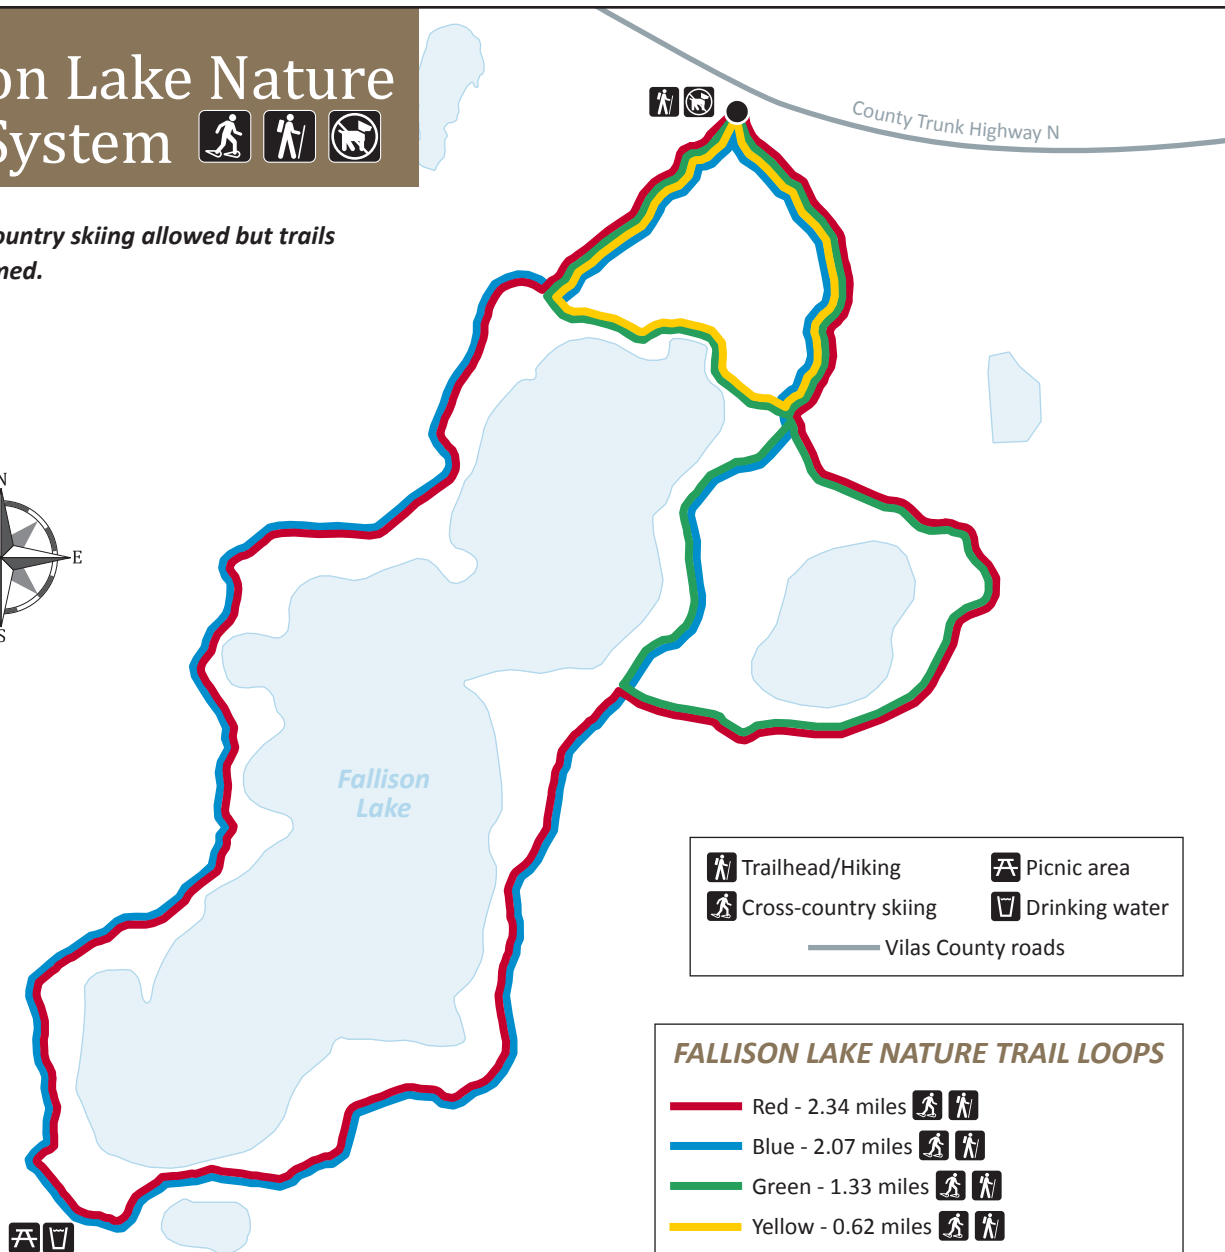 on Lake Nature
System
ountry skiing allowed but trails
ned.
County Trunk Highway N
N
E
S
Fallison
Lake
Trailhead/Hiking
Picnic area
Cross-country skiing
Drinking water
Vilas County roads
FALLISON LAKE NATURE TRAIL LOOPS
Red - 2.34 miles
Blue - 2.07 miles
Green - 1.33 miles
Yellow - 0.62 miles